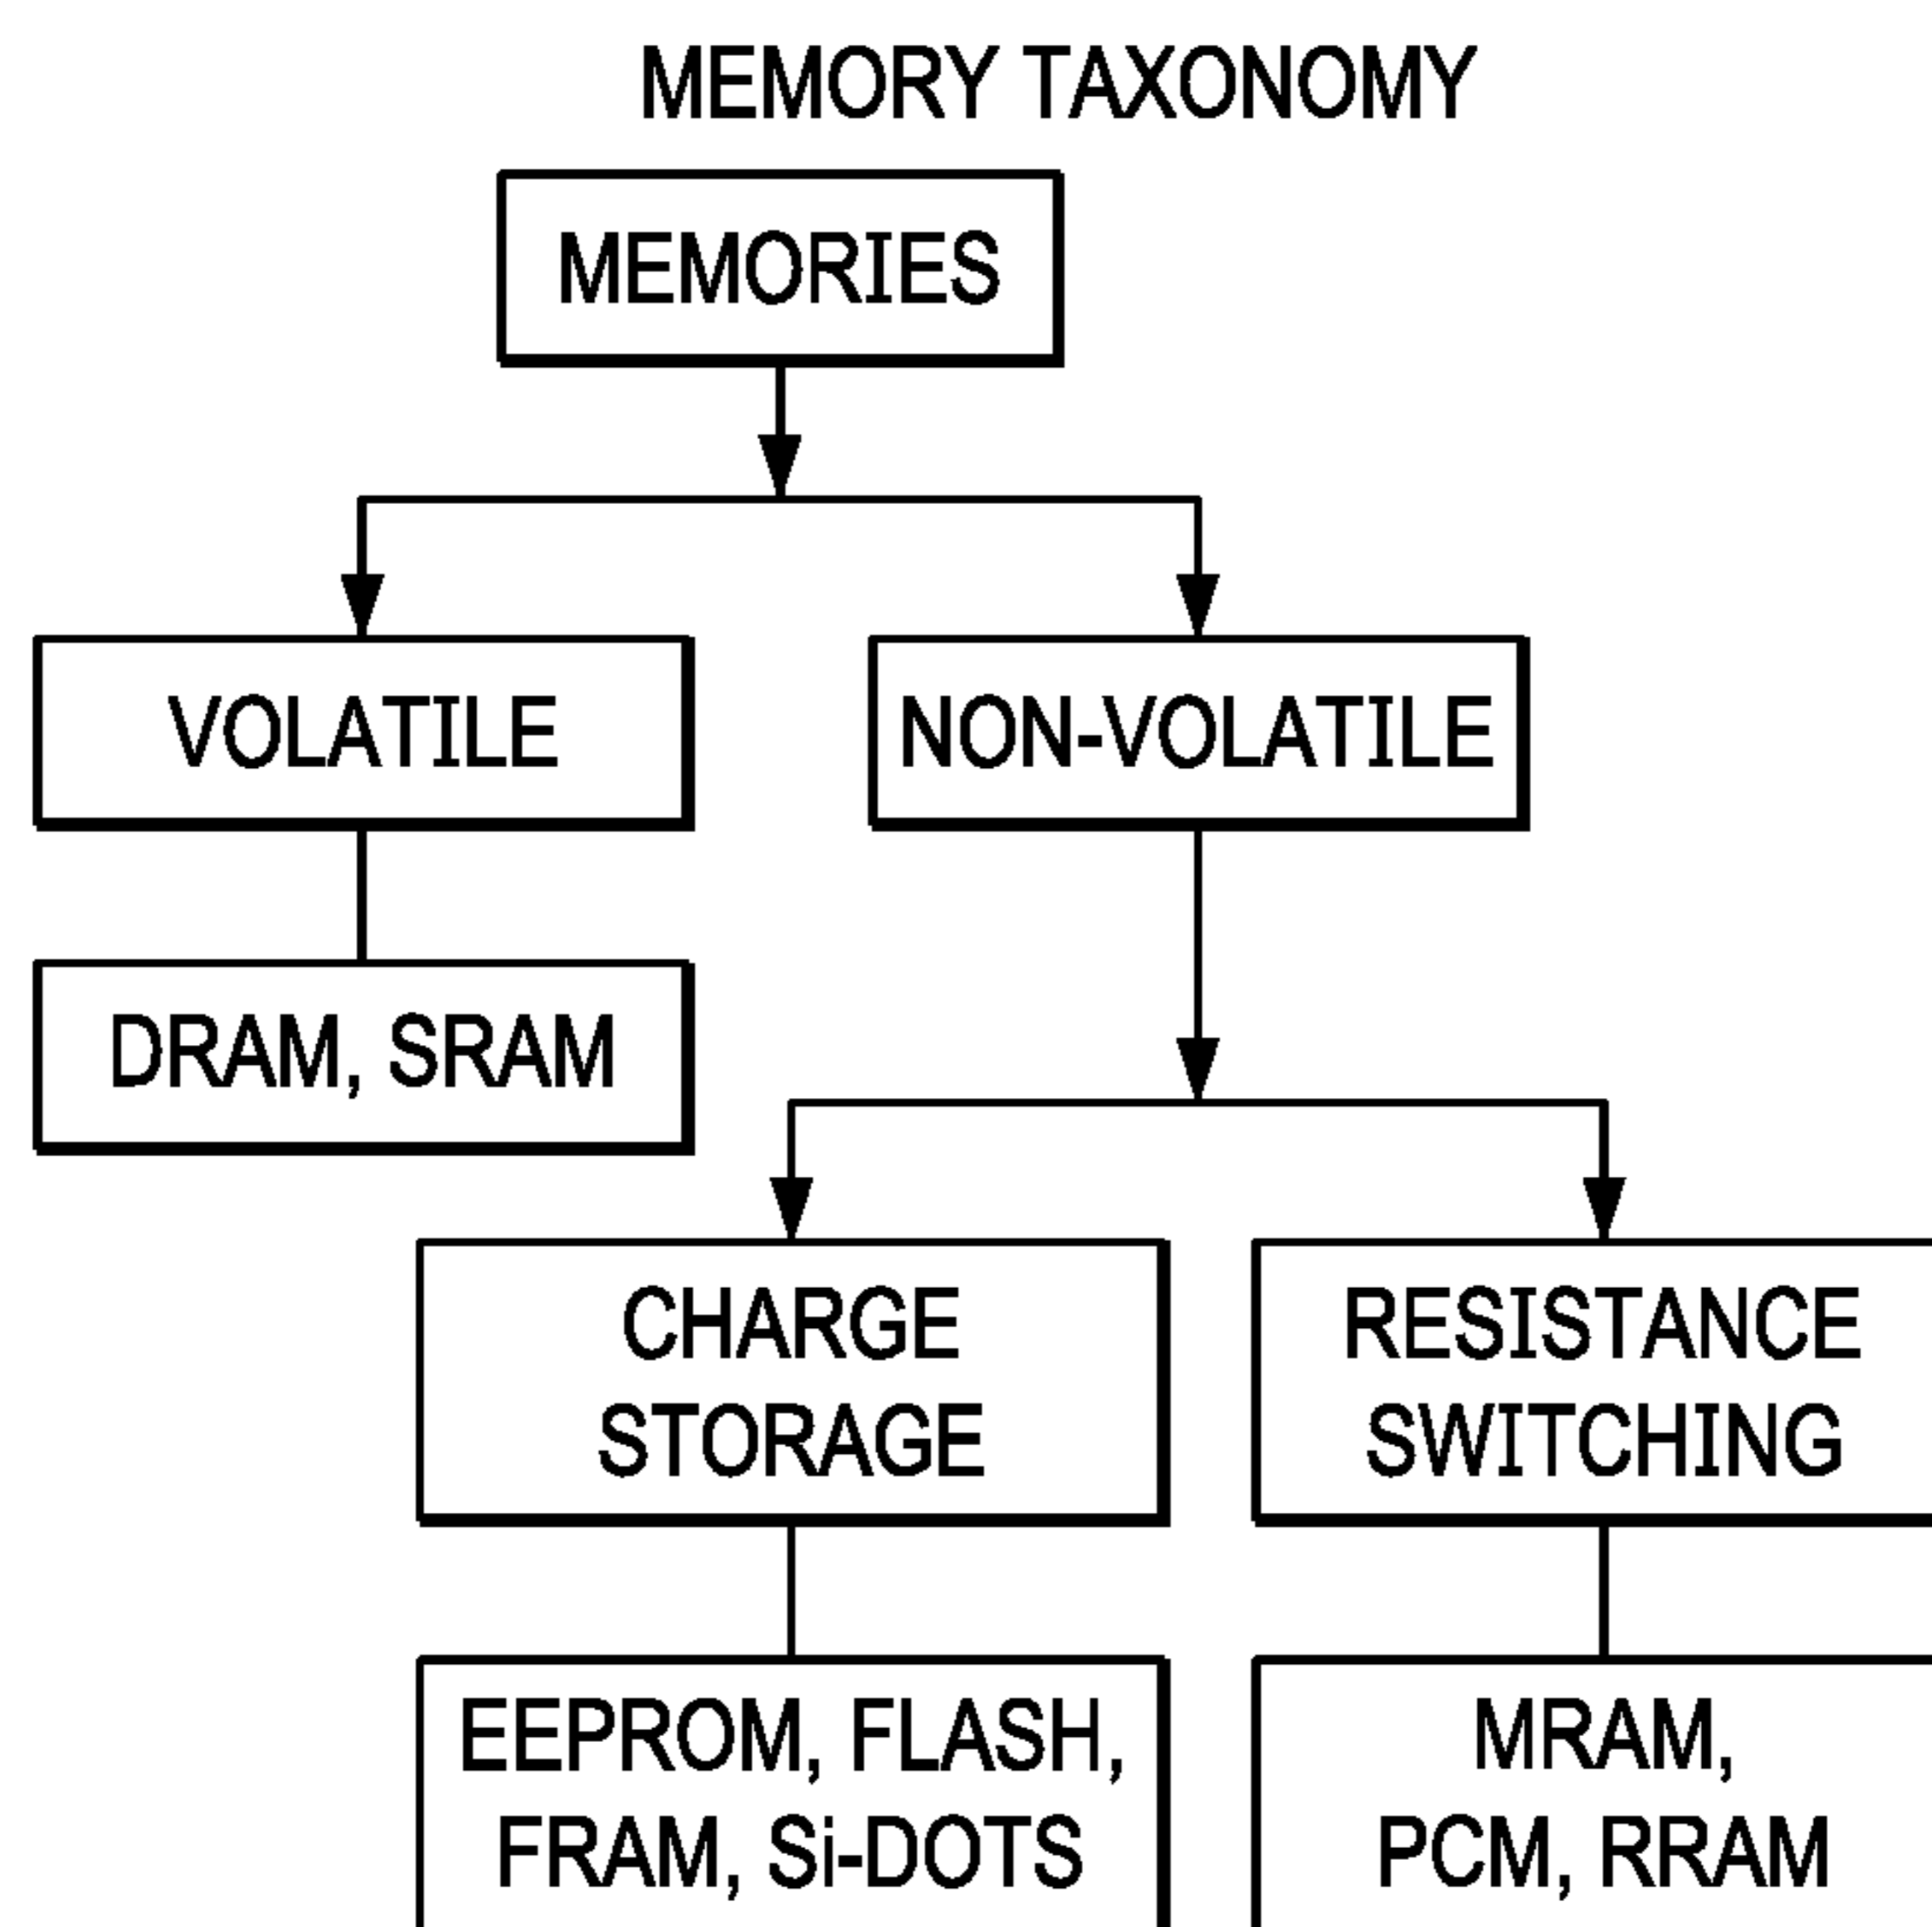 MEMORY TAXONOMY
MEMORIES
VOLATILE
NON-VOLATILE
DRAM, SRAM
CHARGE
STORAGE
RESISTANCE
SWITCHING
EEPROM, FLASH,
FRAM, Si-DOTS
MRAM,
PCM, RRAM